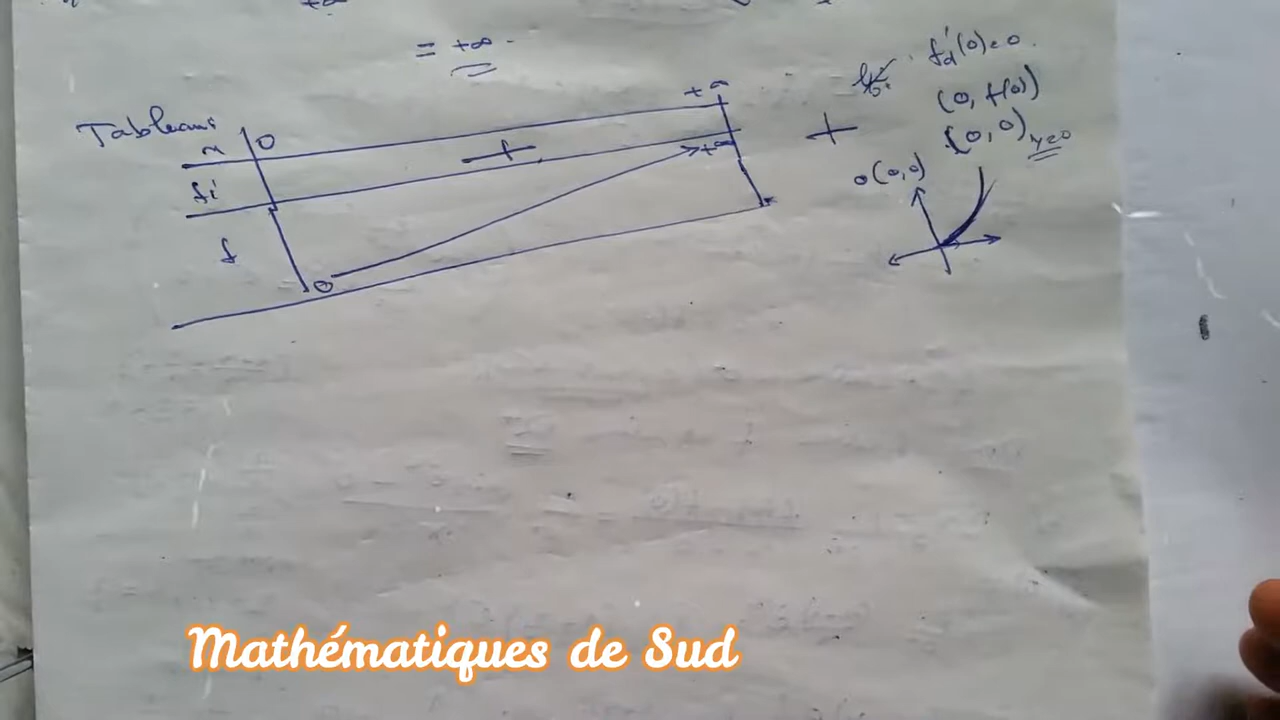 = +∞
Tableau
x 0 +∞
f' +
f 0 +∞
+
f'd(0)=0
(0, f(0))
(0,0) y=0
o(0,0)
Mathématiques de Sud